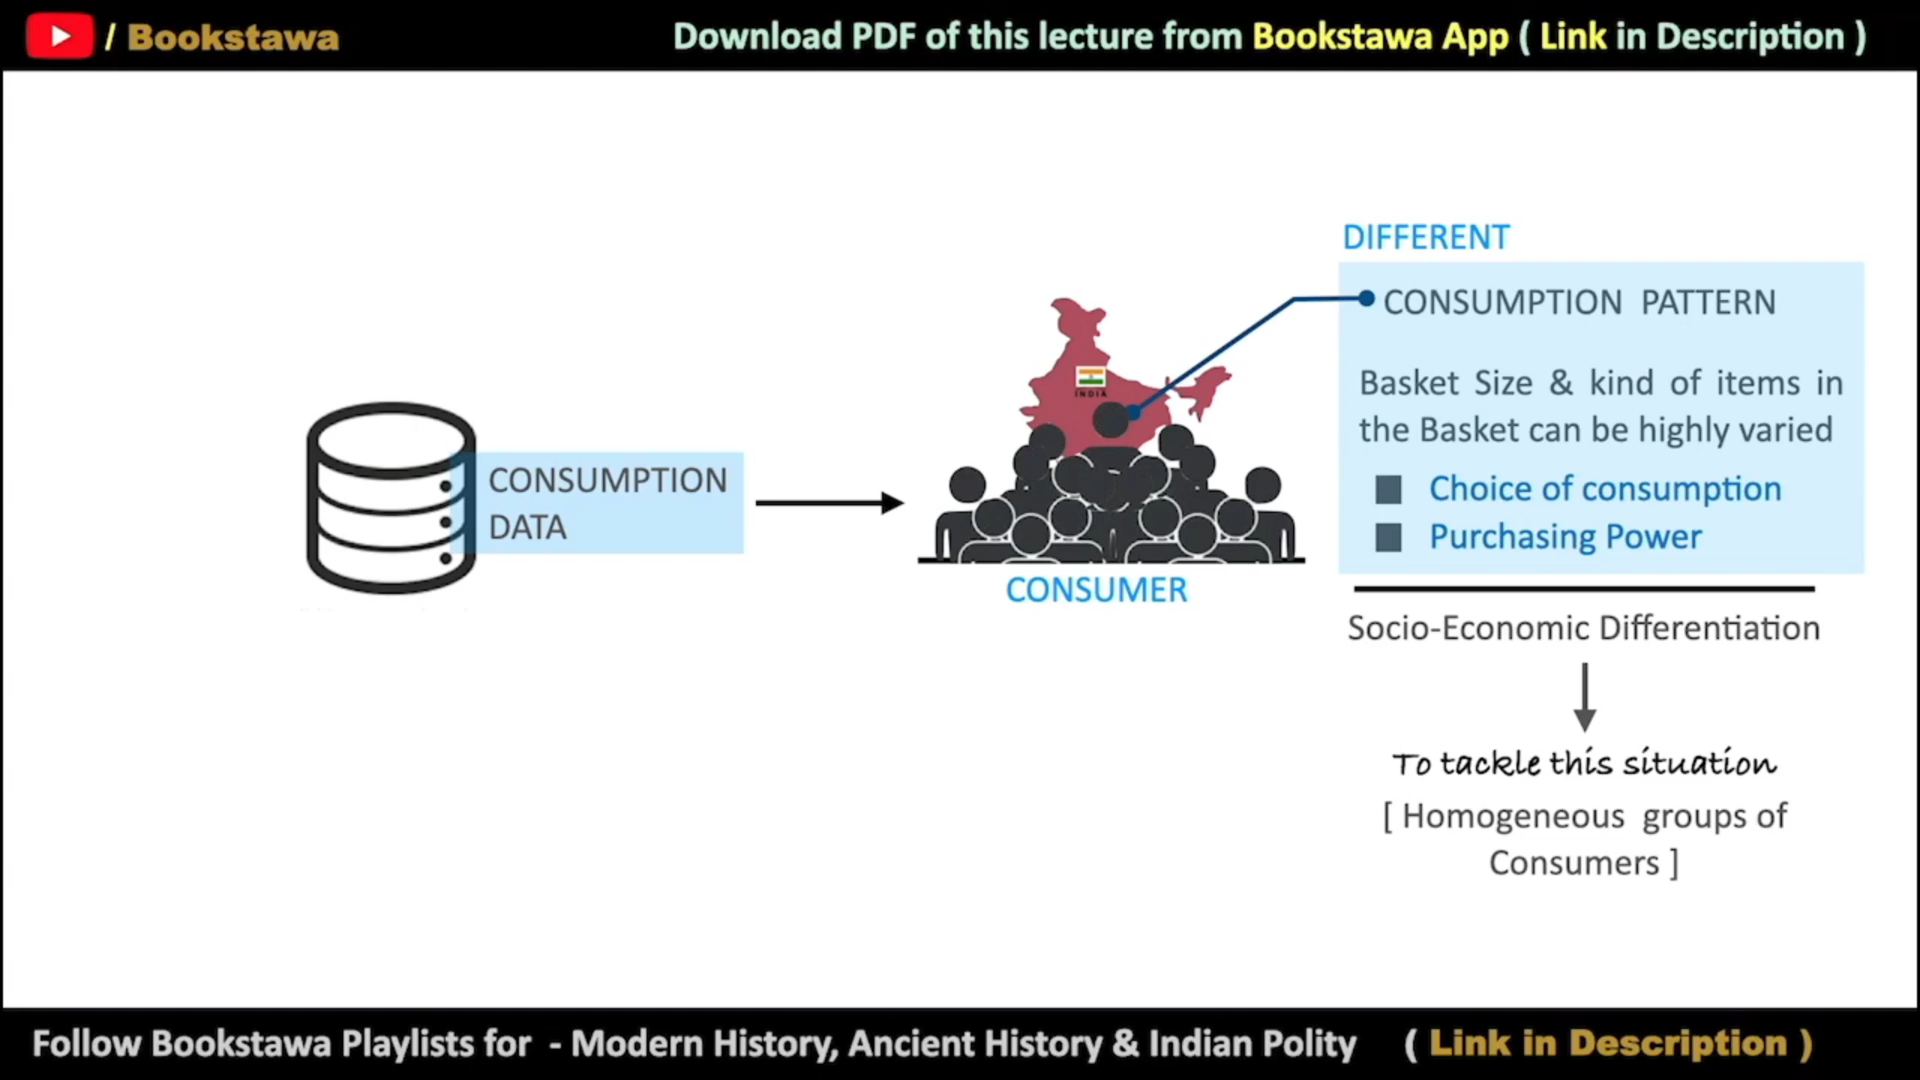 / Bookstawa
Download PDF of this lecture from Bookstawa App ( Link in Description )
DIFFERENT
CONSUMPTION PATTERN
Basket Size & kind of items in
the Basket can be highly varied
Choice of consumption
Purchasing Power
INDIA
CONSUMPTION
DATA
CONSUMER
Socio-Economic Differentiation
To tackle this situation
[ Homogeneous groups of
Consumers ]
Follow Bookstawa Playlists for - Modern History, Ancient History & Indian Polity ( Link in Description )